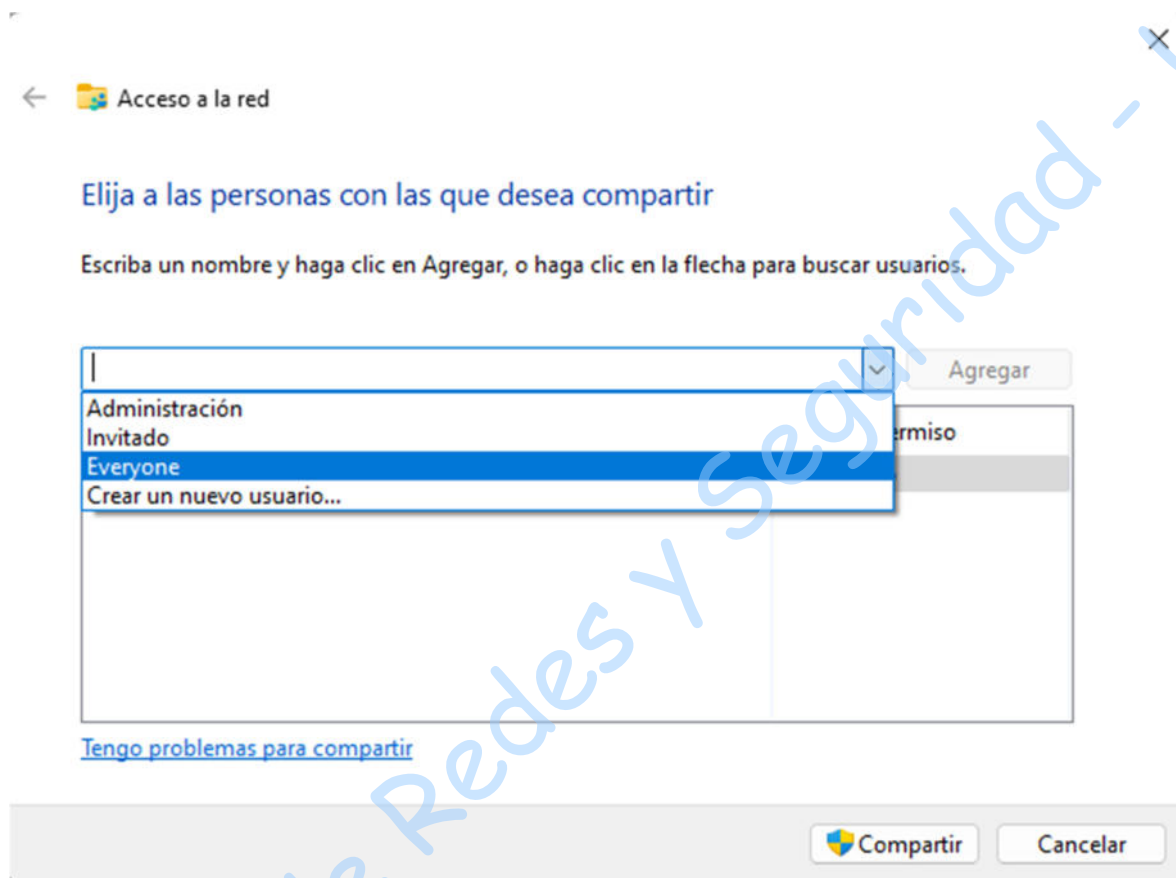 Acceso a la red
Elija a las personas con las que desea compartir
Escriba un nombre y haga clic en Agregar, o haga clic en la flecha para buscar usuarios.
Agregar
Administración
Invitado
Everyone
Crear un nuevo usuario...
ermiso
Tengo problemas para compartir
Compartir
Cancelar
de Redes y Seguridad -